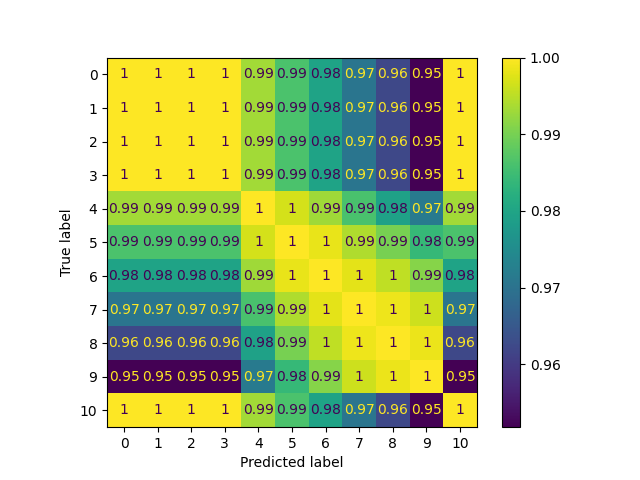 0 1 1 1 1 0.99 0.99 0.98 0.97 0.96 0.95 1
1 1 1 1 1 0.99 0.99 0.98 0.97 0.96 0.95 1
2 1 1 1 1 0.99 0.99 0.98 0.97 0.96 0.95 1
3 1 1 1 1 0.99 0.99 0.98 0.97 0.96 0.95 1
4 0.99 0.99 0.99 0.99 1 1 0.99 0.99 0.98 0.97 0.99
5 0.99 0.99 0.99 0.99 1 1 1 0.99 0.99 0.98 0.99
6 0.98 0.98 0.98 0.98 0.99 1 1 1 1 0.99 0.98
7 0.97 0.97 0.97 0.97 0.99 0.99 1 1 1 1 0.97
8 0.96 0.96 0.96 0.96 0.98 0.99 1 1 1 1 0.96
9 0.95 0.95 0.95 0.95 0.97 0.98 0.99 1 1 1 0.95
10 1 1 1 1 0.99 0.99 0.98 0.97 0.96 0.95 1
0 1 2 3 4 5 6 7 8 9 10
Predicted label
True label
1.00
0.99
0.98
0.97
0.96